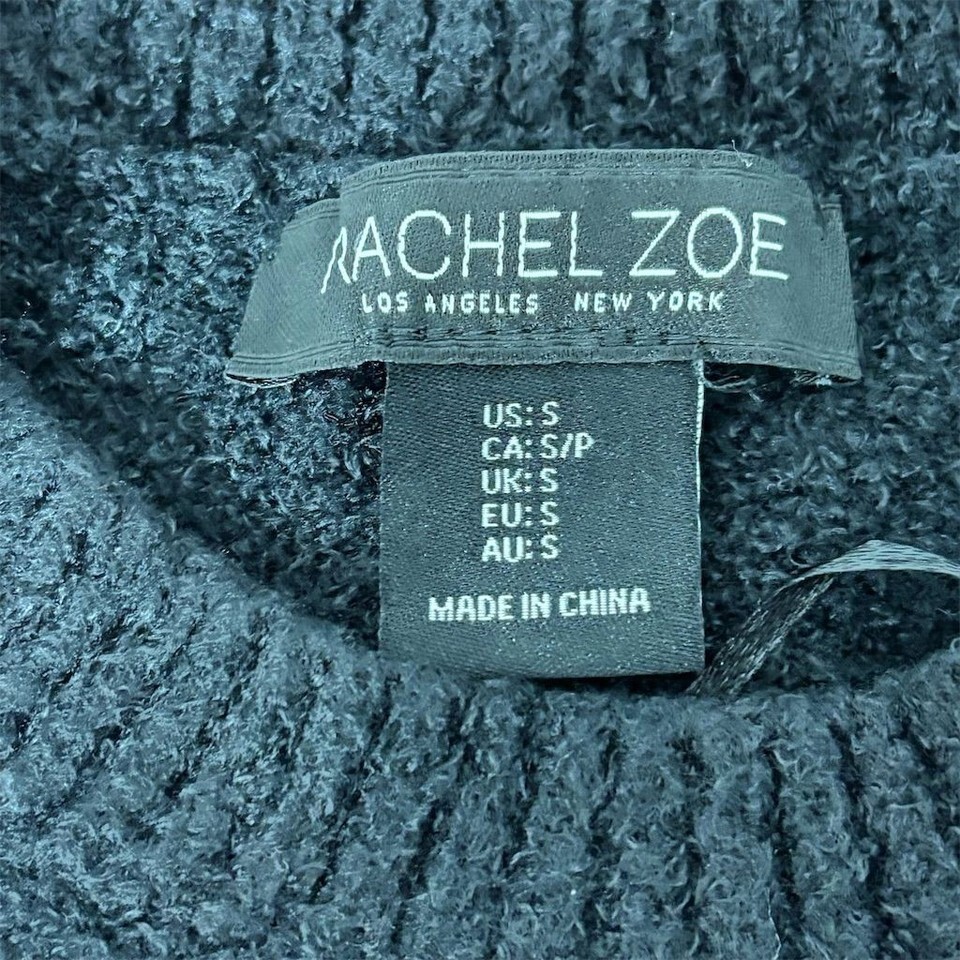 RACHEL ZOE
LOS ANGELES NEW YORK
US: S
CA: S/P
UK: S
EU: S
AU: S
MADE IN CHINA